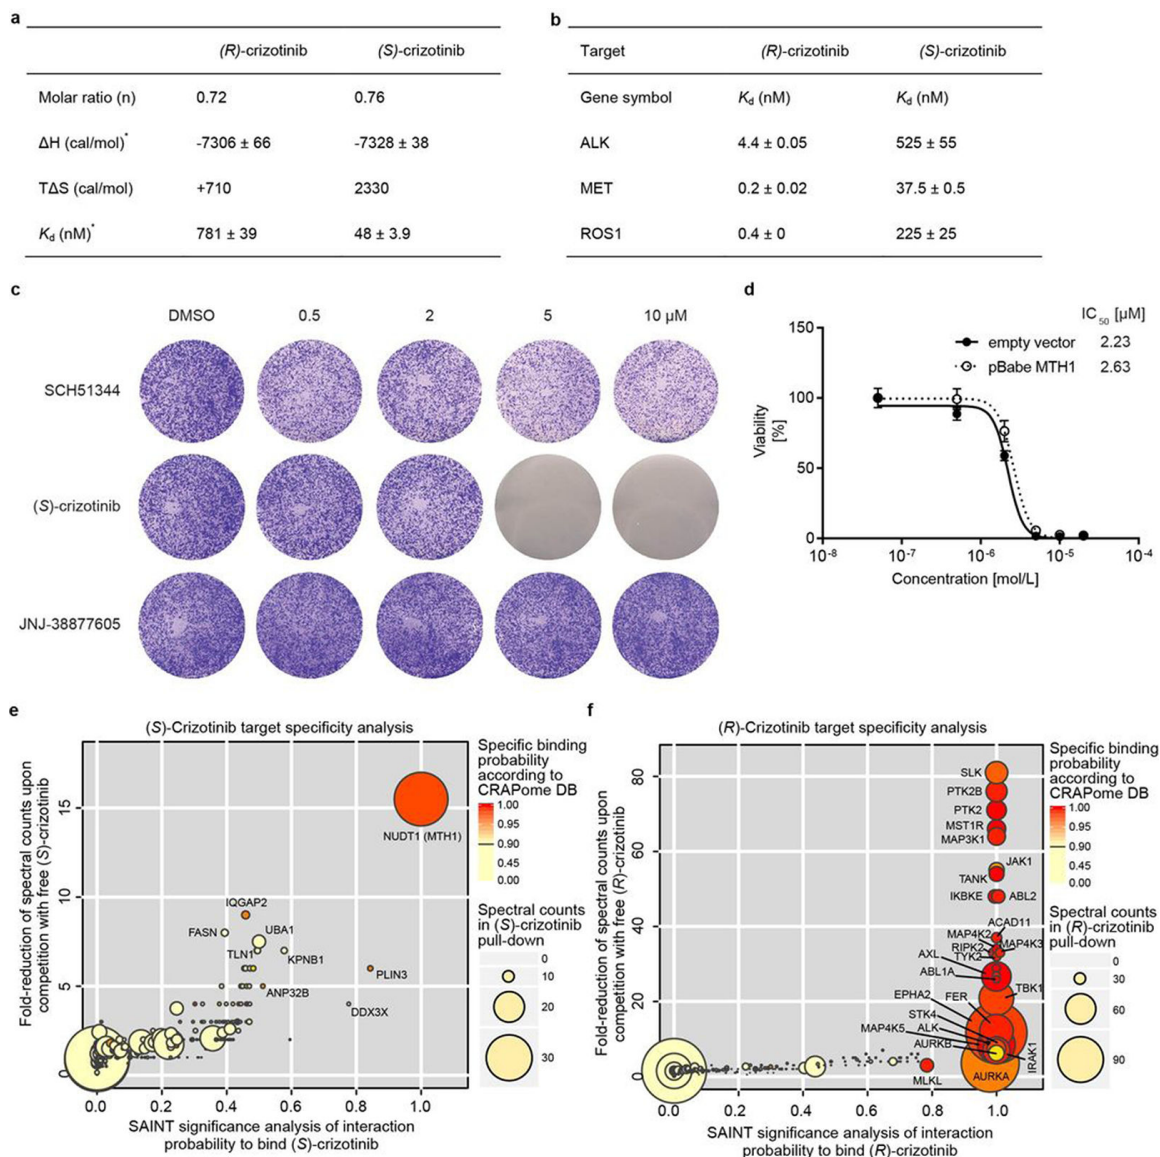 a
(R)-crizotinib (S)-crizotinib
Molar ratio (n) 0.72 0.76
ΔH (cal/mol)* -7306 ± 66 -7328 ± 38
TΔS (cal/mol) +710 2330
Kd (nM)* 781 ± 39 48 ± 3.9
b
Target (R)-crizotinib (S)-crizotinib
Gene symbol Kd (nM) Kd (nM)
ALK 4.4 ± 0.05 525 ± 55
MET 0.2 ± 0.02 37.5 ± 0.5
ROS1 0.4 ± 0 225 ± 25
c
DMSO 0.5 2 5 10 µM
SCH51344
(S)-crizotinib
JNJ-38877605
d
IC50 [µM]
empty vector 2.23
pBabe MTH1 2.63
150
100
50
0
Viability
[%]
10-8 10-7 10-6 10-5 10-4
Concentration [mol/L]
e
(S)-Crizotinib target specificity analysis
Fold-reduction of spectral counts upon
competition with free (S)-crizotinib
15
10
5
0
NUDT1 (MTH1)
IQGAP2
FASN
UBA1
TLN1
KPNB1
PLIN3
ANP32B
DDX3X
0.0 0.2 0.4 0.6 0.8 1.0
SAINT significance analysis of interaction
probability to bind (S)-crizotinib
Specific binding
probability
according to
CRAPome DB
1.00
0.95
0.90
0.45
0.00
Spectral counts
in (S)-crizotinib
pull-down
0
10
20
30
f
(R)-Crizotinib target specificity analysis
Fold-reduction of spectral counts upon
competition with free (R)-crizotinib
80
60
40
20
0
SLK
PTK2B
PTK2
MST1R
MAP3K1
JAK1
TANK
IKBKE
ABL2
ACAD11
MAP4K2
RIPK2
MAP4K3
TYK2
AXL
ABL1A
TBK1
EPHA2
FER
STK4
ALK
MAP4K5
AURKB
IRAK1
MLKL
AURKA
0.0 0.2 0.4 0.6 0.8 1.0
SAINT significance analysis of interaction
probability to bind (R)-crizotinib
Specific binding
probability
according to
CRAPome DB
1.00
0.95
0.90
0.45
0.00
Spectral counts
in (R)-crizotinib
pull-down
0
30
60
90